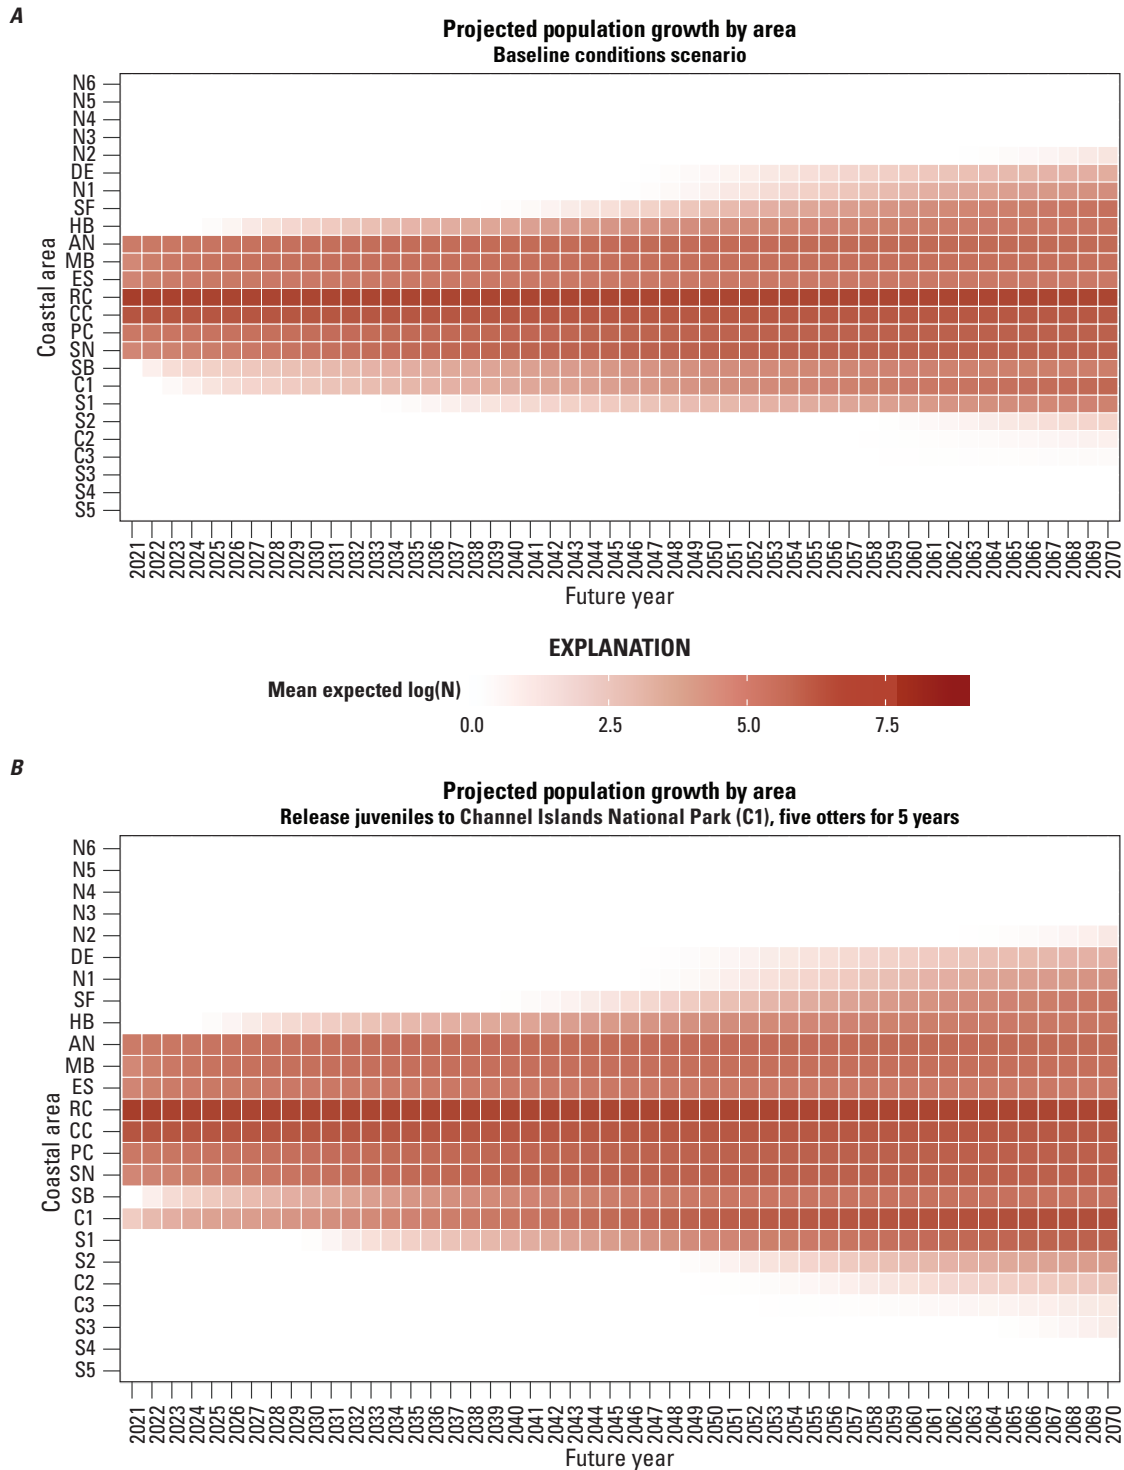 A
Projected population growth by area
Baseline conditions scenario
Coastal area
N6
N5
N4
N3
N2
DE
N1
SF
HB
AN
MB
ES
RC
CC
PC
SN
SB
C1
S1
S2
C2
C3
S3
S4
S5
2021 2022 2023 2024 2025 2026 2027 2028 2029 2030 2031 2032 2033 2034 2035 2036 2037 2038 2039 2040 2041 2042 2043 2044 2045 2046 2047 2048 2049 2050 2051 2052 2053 2054 2055 2056 2057 2058 2059 2060 2061 2062 2063 2064 2065 2066 2067 2068 2069 2070
Future year
EXPLANATION
Mean expected log(N)
0.0 2.5 5.0 7.5
B
Projected population growth by area
Release juveniles to Channel Islands National Park (C1), five otters for 5 years
Coastal area
N6
N5
N4
N3
N2
DE
N1
SF
HB
AN
MB
ES
RC
CC
PC
SN
SB
C1
S1
S2
C2
C3
S3
S4
S5
2021 2022 2023 2024 2025 2026 2027 2028 2029 2030 2031 2032 2033 2034 2035 2036 2037 2038 2039 2040 2041 2042 2043 2044 2045 2046 2047 2048 2049 2050 2051 2052 2053 2054 2055 2056 2057 2058 2059 2060 2061 2062 2063 2064 2065 2066 2067 2068 2069 2070
Future year